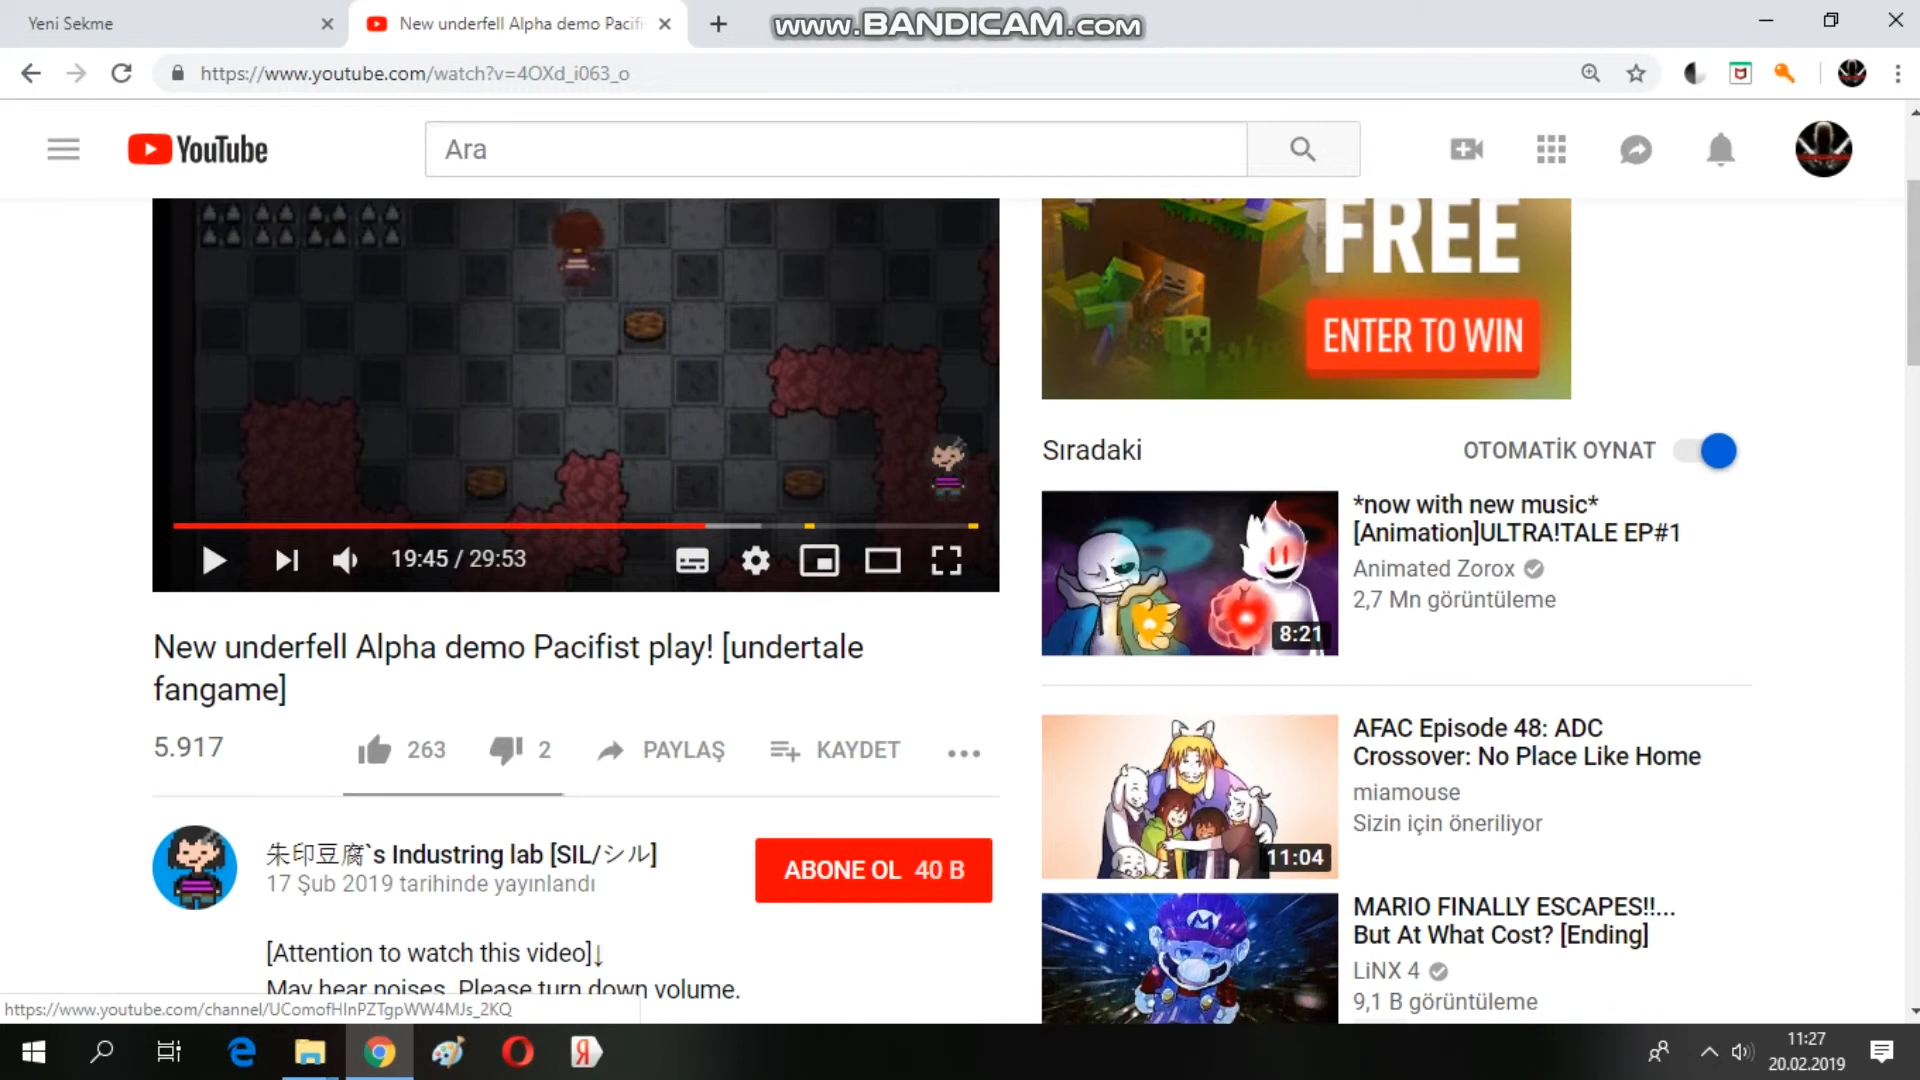 Yeni Sekme
New underfell Alpha demo Pacifi
www.BANDICAM.com
https://www.youtube.com/watch?v=4OXd_i063_o
YouTube
Ara
FREE
ENTER TO WIN
19:45 / 29:53
Sıradaki
OTOMATİK OYNAT
*now with new music*
[Animation]ULTRA!TALE EP#1
Animated Zorox
2,7 Mn görüntüleme
8:21
New underfell Alpha demo Pacifist play! [undertale
fangame]
5.917
263
2
PAYLAŞ
KAYDET
AFAC Episode 48: ADC
Crossover: No Place Like Home
miamouse
Sizin için öneriliyor
11:04
朱印豆腐`s Industring lab [SIL/シル]
17 Şub 2019 tarihinde yayınlandı
ABONE OL 40 B
MARIO FINALLY ESCAPES!!...
But At What Cost? [Ending]
LiNX 4
9,1 B görüntüleme
[Attention to watch this video]↓
May hear noises. Please turn down volume.
https://www.youtube.com/channel/UComofHInPZTgpWW4MJs_2KQ
11:27
20.02.2019